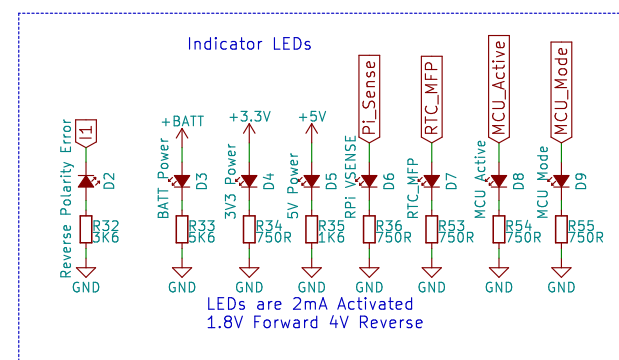 Indicator LEDs
I1
+BATT
+3.3V
+5V
Pi_Sense
RTC_MFP
MCU_Active
MCU_Mode
Reverse Polarity Error
D2
BATT Power
D3
3V3 Power
D4
5V Power
D5
RPi VSENSE
D6
RTC_MFP
D7
MCU Active
D8
MCU Mode
D9
R32
3K6
R33
5K6
R34
750R
R35
1K6
R36
750R
R53
750R
R54
750R
R55
750R
GND
GND
GND
GND
GND
GND
GND
GND
LEDs are 2mA Activated
1.8V Forward 4V Reverse